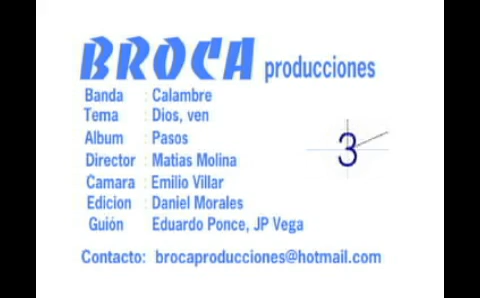 BROCA producciones
Banda : Calambre
Tema : Dios, ven
Album : Pasos
Director : Matias Molina
Camara : Emilio Villar
Edicion : Daniel Morales
Guión Eduardo Ponce, JP Vega
3
Contacto: brocaproducciones@hotmail.com